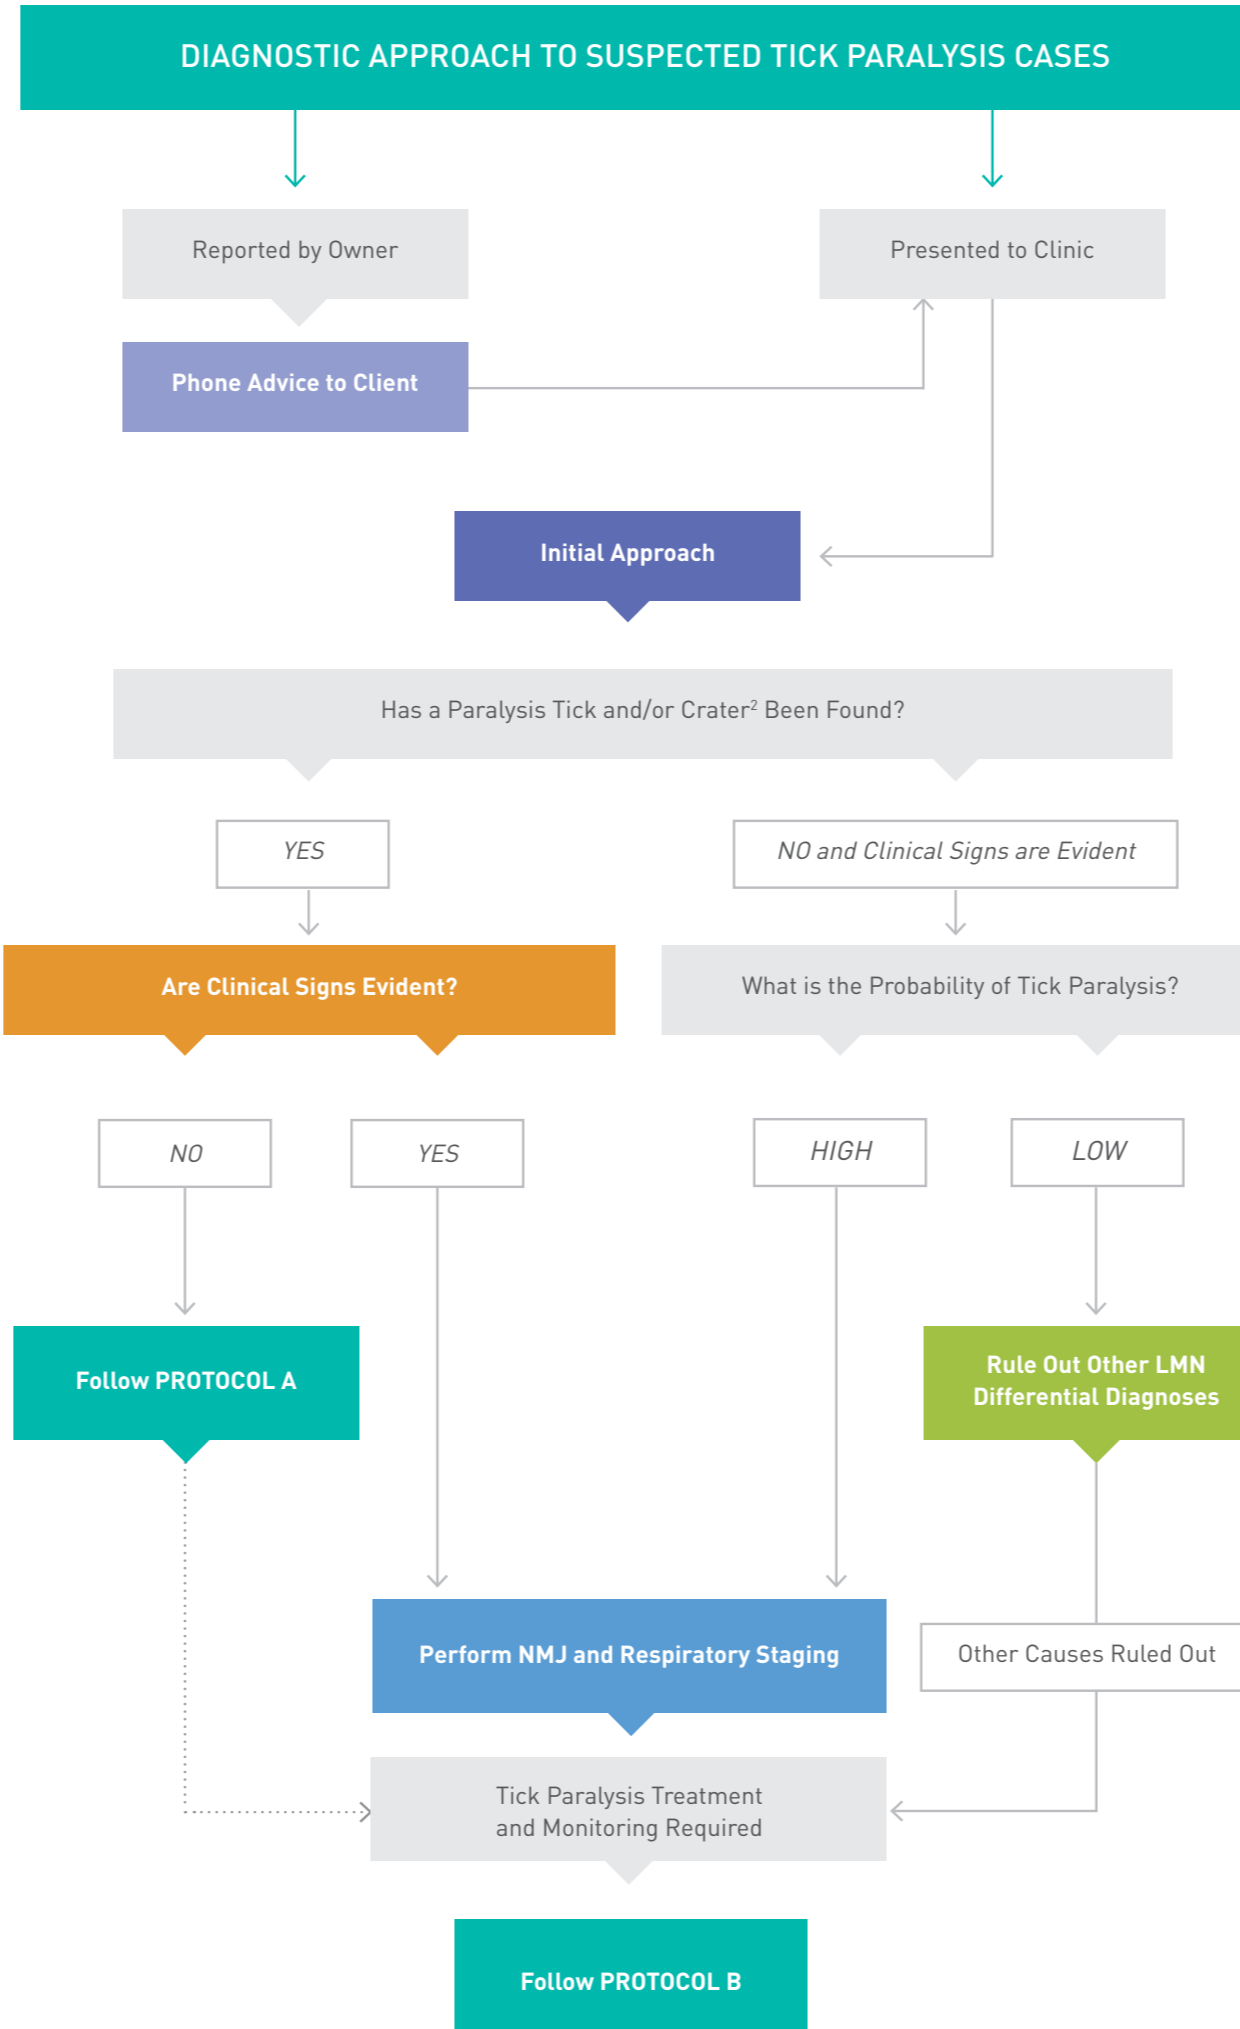 DIAGNOSTIC APPROACH TO SUSPECTED TICK PARALYSIS CASES
Reported by Owner
Presented to Clinic
Phone Advice to Client
Initial Approach
Has a Paralysis Tick and/or Crater² Been Found?
YES
NO and Clinical Signs are Evident
Are Clinical Signs Evident?
What is the Probability of Tick Paralysis?
NO
YES
HIGH
LOW
Follow PROTOCOL A
Rule Out Other LMN
Differential Diagnoses
Perform NMJ and Respiratory Staging
Other Causes Ruled Out
Tick Paralysis Treatment
and Monitoring Required
Follow PROTOCOL B